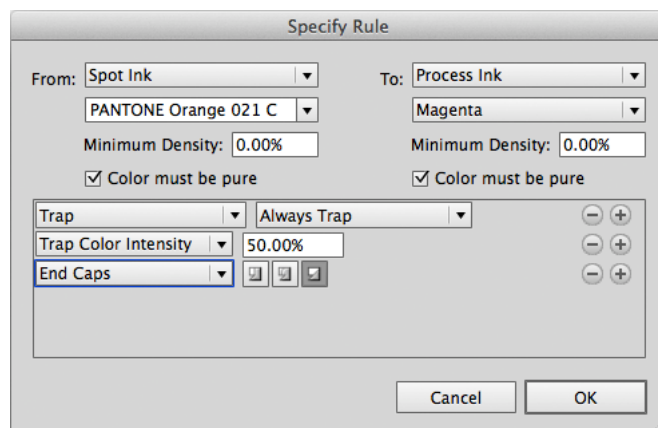 Specify Rule
From: Spot Ink To: Process Ink
PANTONE Orange 021 C Magenta
Minimum Density: 0.00% Minimum Density: 0.00%
Color must be pure Color must be pure
Trap Always Trap
Trap Color Intensity 50.00%
End Caps
Cancel OK